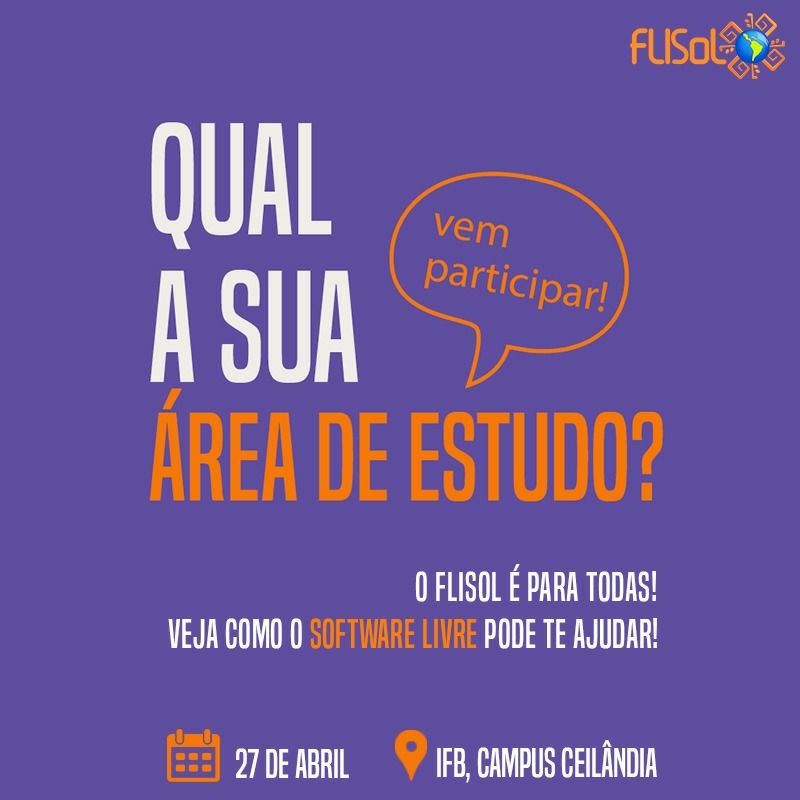 FLISoL
QUAL
A SUA
ÁREA DE ESTUDO?
vem
participar!
O FLISOL É PARA TODAS!
VEJA COMO O SOFTWARE LIVRE PODE TE AJUDAR!
27 DE ABRIL
IFB, CAMPUS CEILÂNDIA